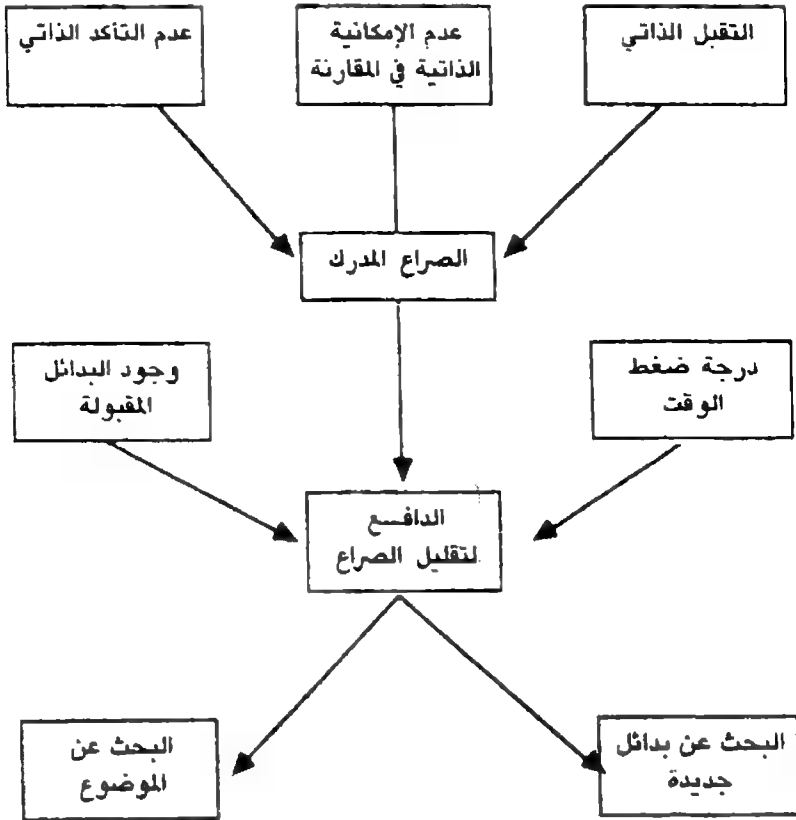 التقبل الذاتي
عدم الإمكانية
الذاتية في المقارنة
عدم التأكد الذاتي
الصراع المدرك
درجة ضغط
الوقت
وجود البدائل
المقبولة
الدافع
لتقليل الصراع
البحث عن بدائل
جديدة
البحث عن
الموضوع